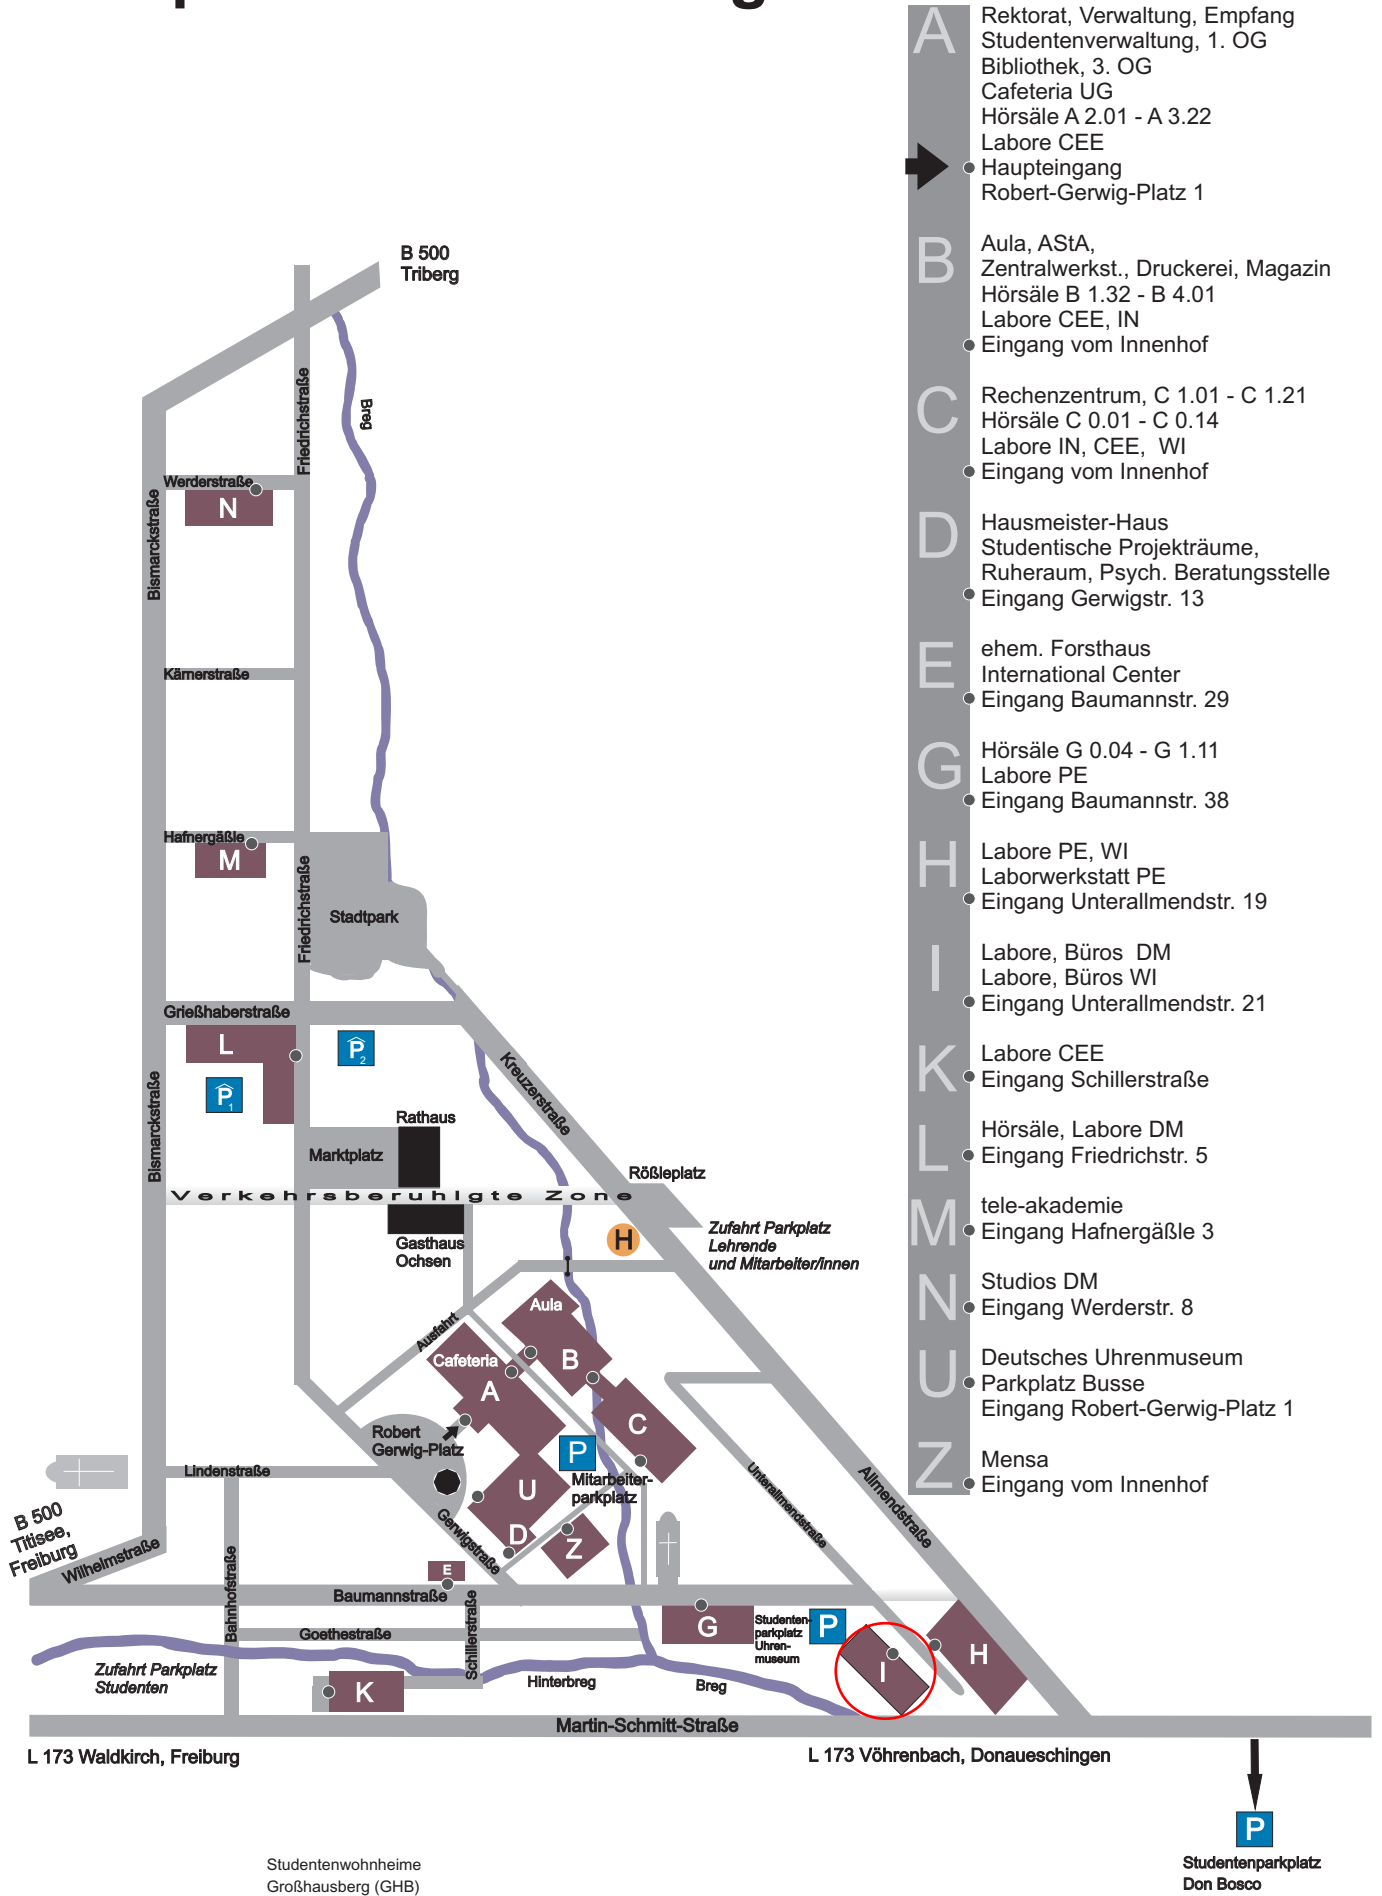 A
Rektorat, Verwaltung, Empfang
Studentenverwaltung, 1. OG
Bibliothek, 3. OG
Cafeteria UG
Hörsäle A 2.01 - A 3.22
Labore CEE
Haupteingang
Robert-Gerwig-Platz 1
B
Aula, AStA,
Zentralwerkst., Druckerei, Magazin
Hörsäle B 1.32 - B 4.01
Labore CEE, IN
Eingang vom Innenhof
C
Rechenzentrum, C 1.01 - C 1.21
Hörsäle C 0.01 - C 0.14
Labore IN, CEE, WI
Eingang vom Innenhof
D
Hausmeister-Haus
Studentische Projekträume,
Ruheraum, Psych. Beratungsstelle
Eingang Gerwigstr. 13
E
ehem. Forsthaus
International Center
Eingang Baumannstr. 29
G
Hörsäle G 0.04 - G 1.11
Labore PE
Eingang Baumannstr. 38
H
Labore PE, WI
Laborwerkstatt PE
Eingang Unterallmendstr. 19
I
Labore, Büros DM
Labore, Büros WI
Eingang Unterallmendstr. 21
K
Labore CEE
Eingang Schillerstraße
L
Hörsäle, Labore DM
Eingang Friedrichstr. 5
M
tele-akademie
Eingang Hafnergäßle 3
N
Studios DM
Eingang Werderstr. 8
U
Deutsches Uhrenmuseum
Parkplatz Busse
Eingang Robert-Gerwig-Platz 1
Z
Mensa
Eingang vom Innenhof
B 500
Triberg
Friedrichstraße
Breg
Werderstraße
N
Bismarckstraße
Kärnerstraße
Hafnergäßle
M
Friedrichstraße
Stadtpark
Grießhaberstraße
L
P2
P1
Kreuzerstraße
Bismarckstraße
Rathaus
Marktplatz
Rößleplatz
Verkehrsberuhigte Zone
H
Zufahrt Parkplatz
Lehrende
und Mitarbeiter/innen
Gasthaus
Ochsen
Ausfahrt
Aula
Cafeteria
B
A
C
Robert
Gerwig-Platz
P
Mitarbeiter-
parkplatz
Lindenstraße
U
D
Z
Gerwigstraße
Unterallmendstraße
Allmendstraße
B 500
Titisee,
Freiburg
Wilhelmstraße
Bahnhofstraße
E
Baumannstraße
Schillerstraße
Goethestraße
G
Studenten-
parkplatz
Uhren-
museum
P
I
H
Zufahrt Parkplatz
Studenten
K
Hinterbreg
Breg
Martin-Schmitt-Straße
L 173 Waldkirch, Freiburg
L 173 Vöhrenbach, Donaueschingen
P
Studentenparkplatz
Don Bosco
Studentenwohnheime
Großhausberg (GHB)